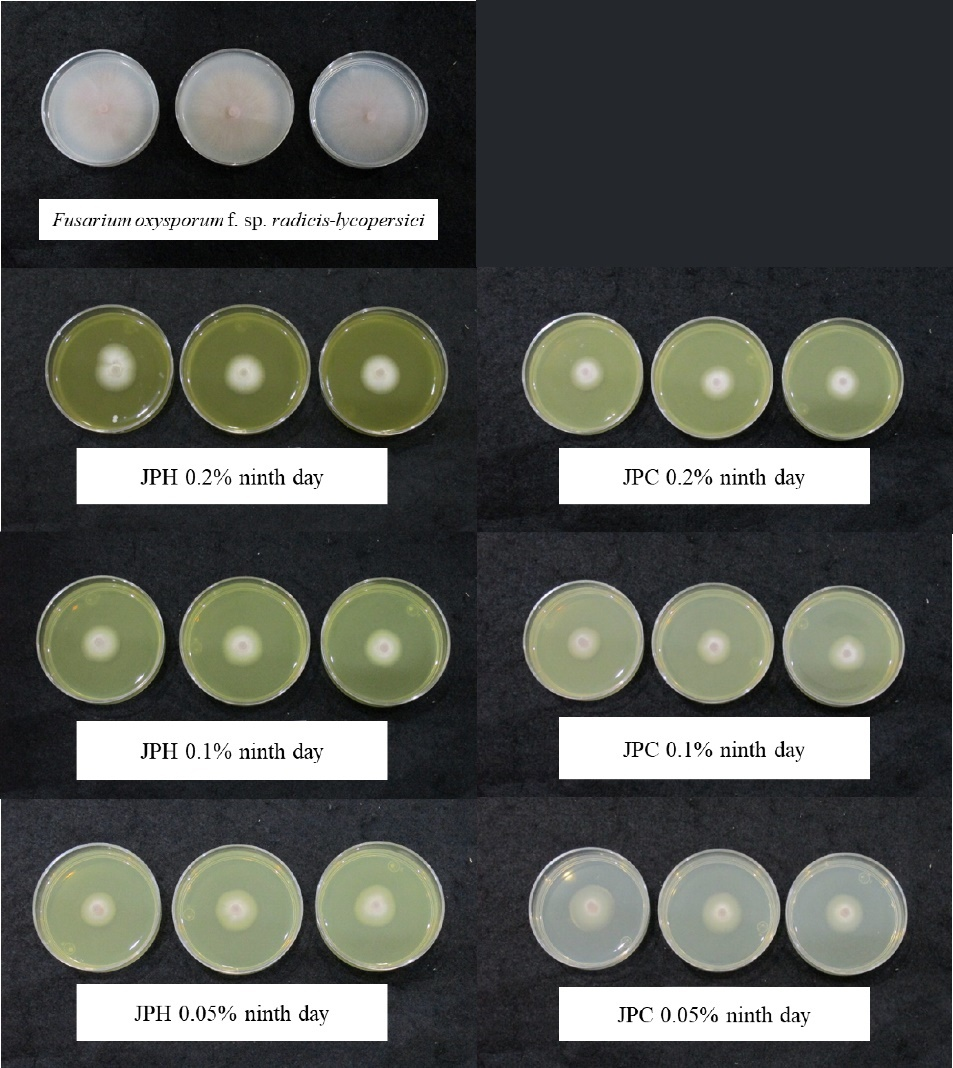 Fusarium oxysporum f. sp. radicis-lycopersici
JPH 0.2% ninth day
JPC 0.2% ninth day
JPH 0.1% ninth day
JPC 0.1% ninth day
JPH 0.05% ninth day
JPC 0.05% ninth day